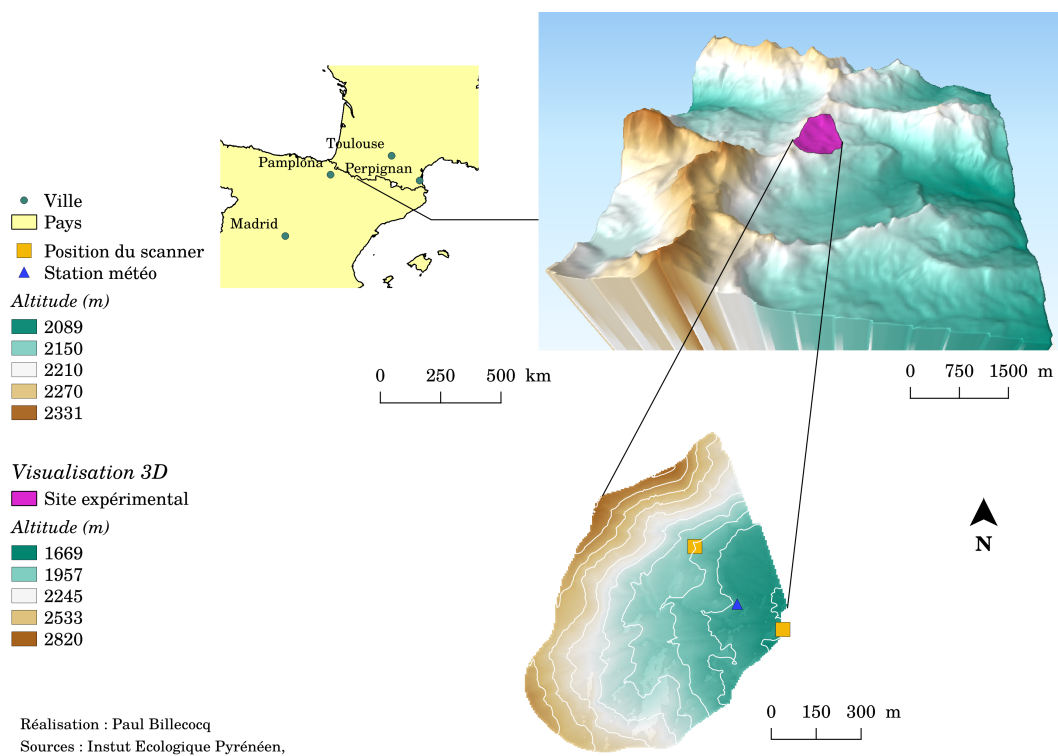 Toulouse
Pamplona
Perpignan
Madrid
Ville
Pays
Position du scanner
Station météo
Altitude (m)
2089
2150
2210
2270
2331
0 250 500 km
0 750 1500 m
Visualisation 3D
Site expérimental
Altitude (m)
1669
1957
2245
2533
2820
N
0 150 300 m
Réalisation : Paul Billecocq
Sources : Instut Ecologique Pyrénéen,